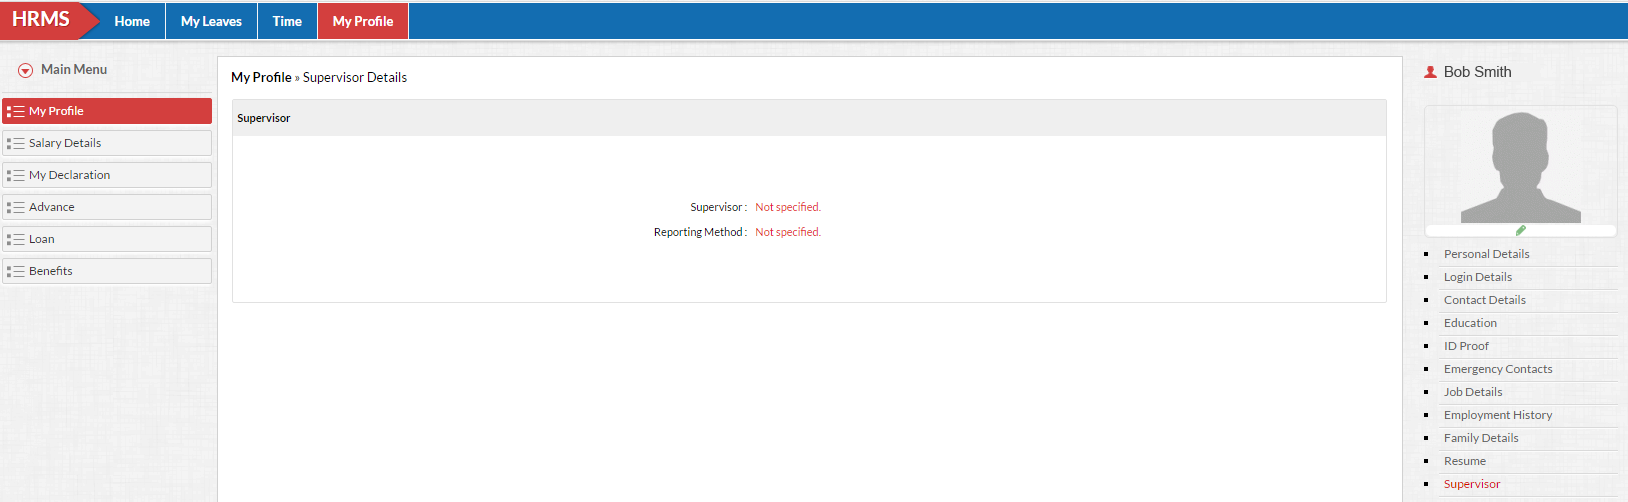 HRMS
Home
My Leaves
Time
My Profile
Main Menu
My Profile
Salary Details
My Declaration
Advance
Loan
Benefits
My Profile » Supervisor Details
Supervisor
Supervisor : Not specified.
Reporting Method : Not specified.
Bob Smith
Personal Details
Login Details
Contact Details
Education
ID Proof
Emergency Contacts
Job Details
Employment History
Family Details
Resume
Supervisor